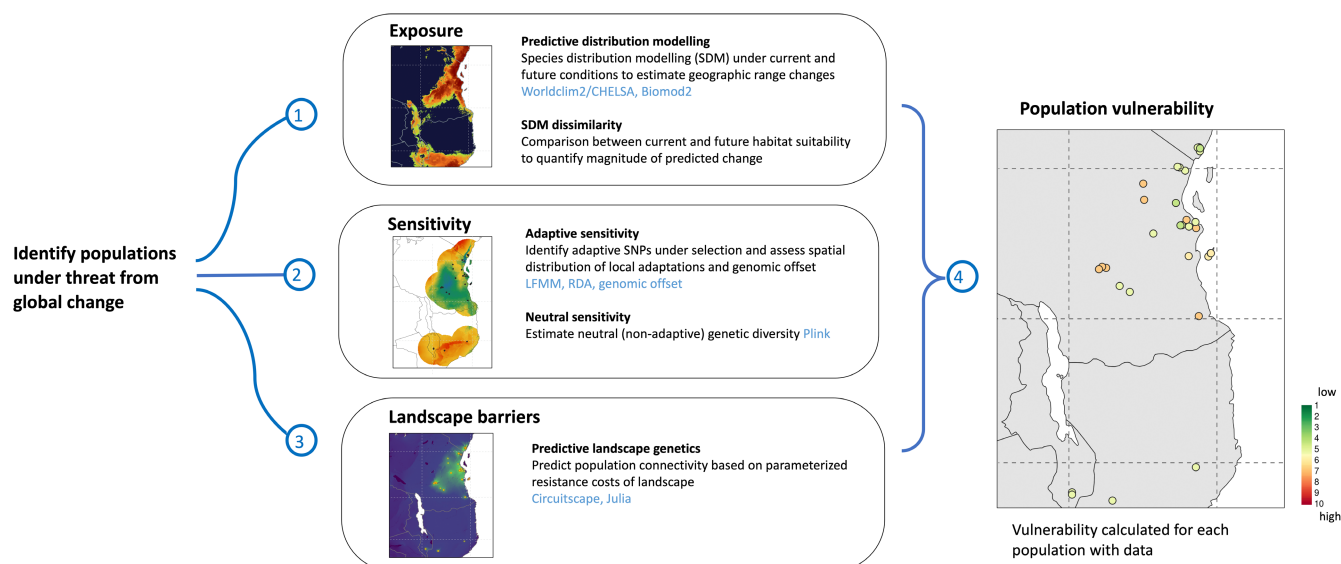 Identify populations
under threat from
global change
1
2
3
Exposure
Predictive distribution modelling
Species distribution modelling (SDM) under current and
future conditions to estimate geographic range changes
Worldclim2/CHELSA, Biomod2
SDM dissimilarity
Comparison between current and future habitat suitability
to quantify magnitude of predicted change
Sensitivity
Adaptive sensitivity
Identify adaptive SNPs under selection and assess spatial
distribution of local adaptations and genomic offset
LFMM, RDA, genomic offset
Neutral sensitivity
Estimate neutral (non-adaptive) genetic diversity Plink
Landscape barriers
Predictive landscape genetics
Predict population connectivity based on parameterized
resistance costs of landscape
Circuitscape, Julia
4
Population vulnerability
low
1
2
3
4
5
6
7
8
9
10
high
Vulnerability calculated for each
population with data